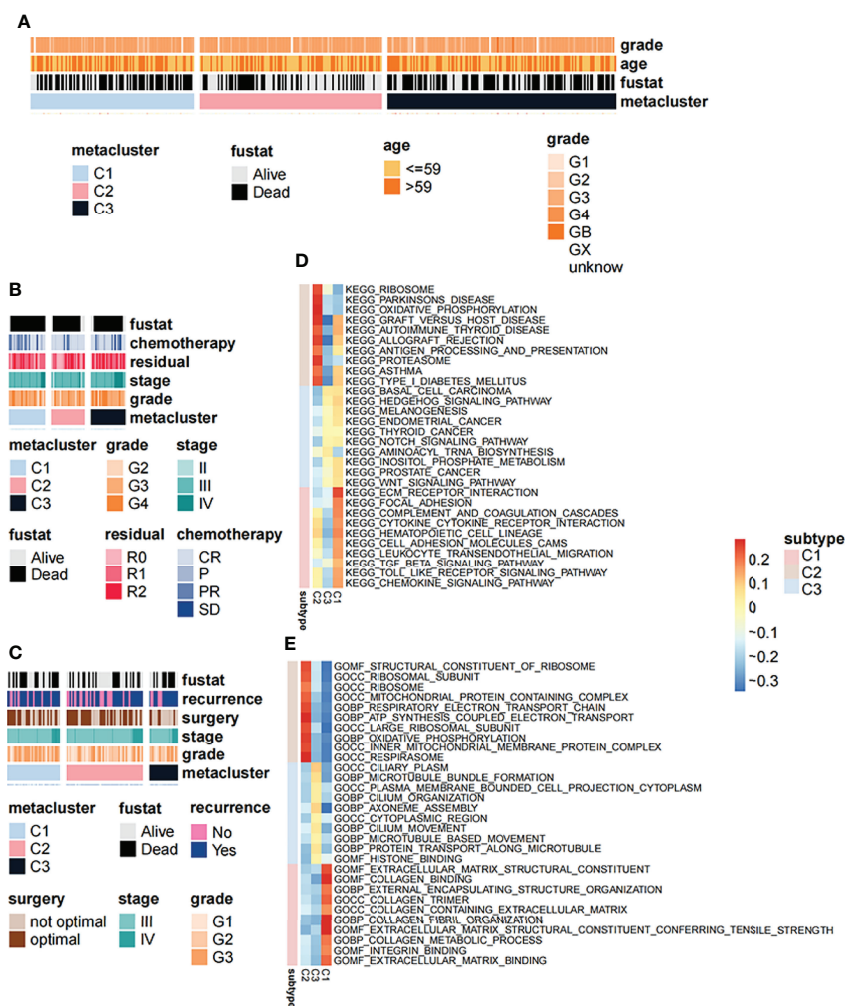 A
grade
age
fustat
metacluster
metacluster
C1
C2
C3
fustat
Alive
Dead
age
<=59
>59
grade
G1
G2
G3
G4
GB
GX
unknow
B
fustat
chemotherapy
residual
stage
grade
metacluster
metacluster
C1
C2
C3
grade
G2
G3
G4
stage
II
III
IV
fustat
Alive
Dead
residual
R0
R1
R2
chemotherapy
CR
P
PR
SD
C
fustat
recurrence
surgery
stage
grade
metacluster
metacluster
C1
C2
C3
fustat
Alive
Dead
recurrence
No
Yes
surgery
not optimal
optimal
stage
III
IV
grade
G1
G2
G3
D
KEGG_RIBOSOME
KEGG_PARKINSONS_DISEASE
KEGG_OXIDATIVE_PHOSPHORYLATION
KEGG_GRAFT_VERSUS_HOST_DISEASE
KEGG_AUTOIMMUNE_THYROID_DISEASE
KEGG_ALLOGRAFT_REJECTION
KEGG_ANTIGEN_PROCESSING_AND_PRESENTATION
KEGG_PROTEASOME
KEGG_ASTHMA
KEGG_TYPE_I_DIABETES_MELLITUS
KEGG_BASAL_CELL_CARCINOMA
KEGG_HEDGEHOG_SIGNALING_PATHWAY
KEGG_MELANOGENESIS
KEGG_ENDOMETRIAL_CANCER
KEGG_THYROID_CANCER
KEGG_NOTCH_SIGNALING_PATHWAY
KEGG_AMINOACYL_TRNA_BIOSYNTHESIS
KEGG_INOSITOL_PHOSPHATE_METABOLISM
KEGG_PROSTATE_CANCER
KEGG_WNT_SIGNALING_PATHWAY
KEGG_ECM_RECEPTOR_INTERACTION
KEGG_FOCAL_ADHESION
KEGG_COMPLEMENT_AND_COAGULATION_CASCADES
KEGG_CYTOKINE_CYTOKINE_RECEPTOR_INTERACTION
KEGG_HEMATOPOIETIC_CELL_LINEAGE
KEGG_CELL_ADHESION_MOLECULES_CAMS
KEGG_LEUKOCYTE_TRANSENDOTHELIAL_MIGRATION
KEGG_TGF_BETA_SIGNALING_PATHWAY
KEGG_TOLL_LIKE_RECEPTOR_SIGNALING_PATHWAY
KEGG_CHEMOKINE_SIGNALING_PATHWAY
subtype
C2
C3
C1
0.2
0.1
0
~0.1
~0.2
~0.3
subtype
C1
C2
C3
E
GOMF_STRUCTURAL_CONSTITUENT_OF_RIBOSOME
GOCC_RIBOSOMAL_SUBUNIT
GOCC_RIBOSOME
GOCC_MITOCHONDRIAL_PROTEIN_CONTAINING_COMPLEX
GOBP_RESPIRATORY_ELECTRON_TRANSPORT_CHAIN
GOBP_ATP_SYNTHESIS_COUPLED_ELECTRON_TRANSPORT
GOCC_LARGE_RIBOSOMAL_SUBUNIT
GOBP_OXIDATIVE_PHOSPHORYLATION
GOCC_INNER_MITOCHONDRIAL_MEMBRANE_PROTEIN_COMPLEX
GOCC_RESPIRASOME
GOCC_CILIARY_PLASM
GOBP_MICROTUBULE_BUNDLE_FORMATION
GOCC_PLASMA_MEMBRANE_BOUNDED_CELL_PROJECTION_CYTOPLASM
GOBP_CILIUM_ORGANIZATION
GOBP_AXONEME_ASSEMBLY
GOCC_CYTOPLASMIC_REGION
GOBP_CILIUM_MOVEMENT
GOBP_MICROTUBULE_BASED_MOVEMENT
GOBP_PROTEIN_TRANSPORT_ALONG_MICROTUBULE
GOMF_HISTONE_BINDING
GOMF_EXTRACELLULAR_MATRIX_STRUCTURAL_CONSTITUENT
GOMF_COLLAGEN_BINDING
GOBP_EXTERNAL_ENCAPSULATING_STRUCTURE_ORGANIZATION
GOCC_COLLAGEN_TRIMER
GOCC_COLLAGEN_CONTAINING_EXTRACELLULAR_MATRIX
GOBP_COLLAGEN_FIBRIL_ORGANIZATION
GOMF_EXTRACELLULAR_MATRIX_STRUCTURAL_CONSTITUENT_CONFERRING_TENSILE_STRENGTH
GOBP_COLLAGEN_METABOLIC_PROCESS
GOMF_INTEGRIN_BINDING
GOMF_EXTRACELLULAR_MATRIX_BINDING
subtype
C2
C3
C1